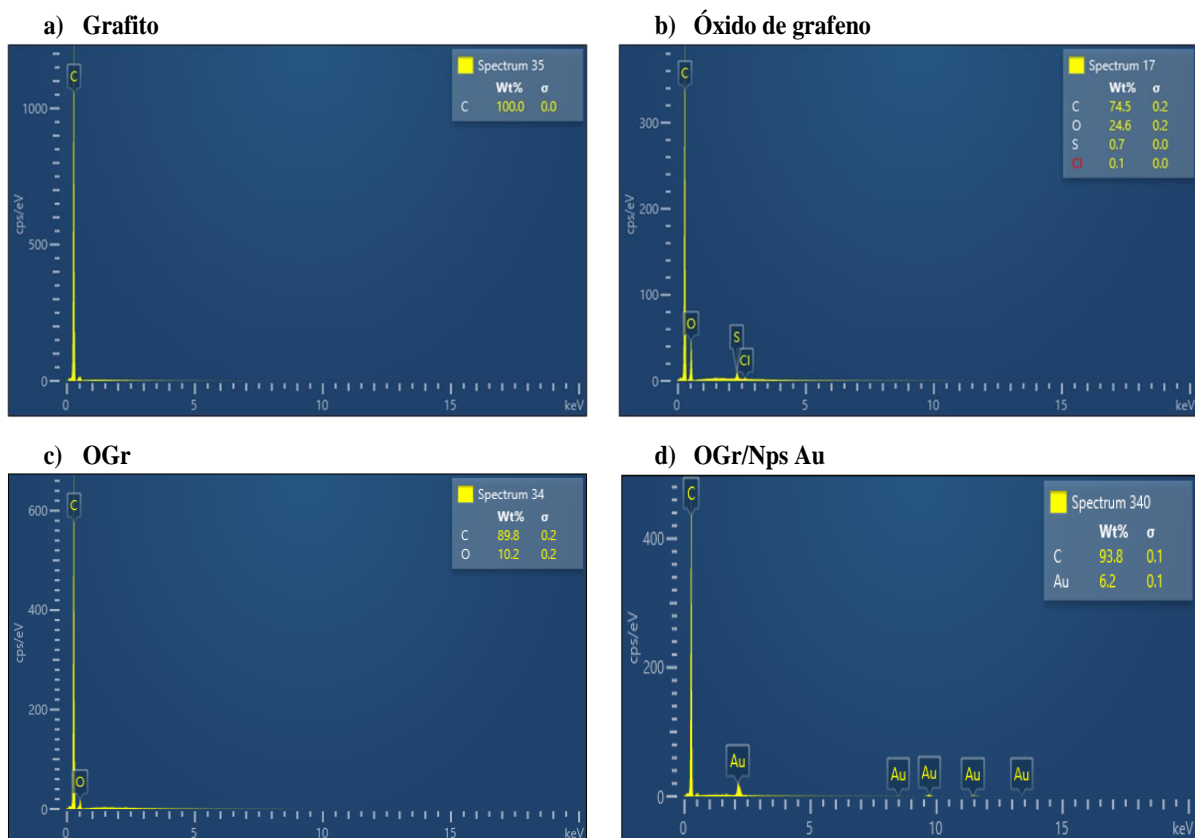 a) Grafito
Spectrum 35
Wt% σ
C 100.0 0.0
C
1000
500
0
cps/eV
0 5 10 15 keV
b) Óxido de grafeno
Spectrum 17
Wt% σ
C 74.5 0.2
O 24.6 0.2
S 0.7 0.0
Cl 0.1 0.0
C
O
S
Cl
300
200
100
0
cps/eV
0 5 10 15 keV
c) OGr
Spectrum 34
Wt% σ
C 89.8 0.2
O 10.2 0.2
C
O
600
400
200
0
cps/eV
0 5 10 15 keV
d) OGr/Nps Au
Spectrum 340
Wt% σ
C 93.8 0.1
Au 6.2 0.1
C
Au
Au Au Au Au
400
200
0
cps/eV
0 5 10 15 keV